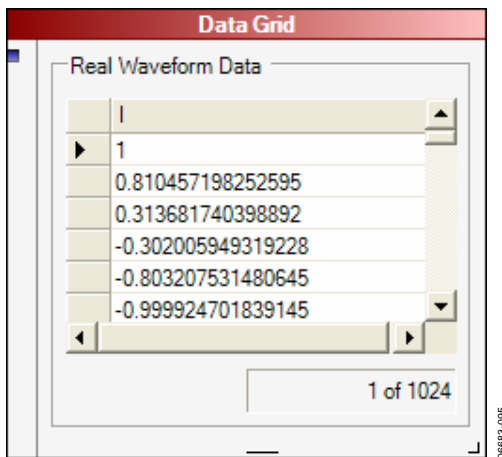 Data Grid
Real Waveform Data
I
1
0.810457198252595
0.313681740398892
-0.302005949319228
-0.803207531480645
-0.999924701839145
1 of 1024